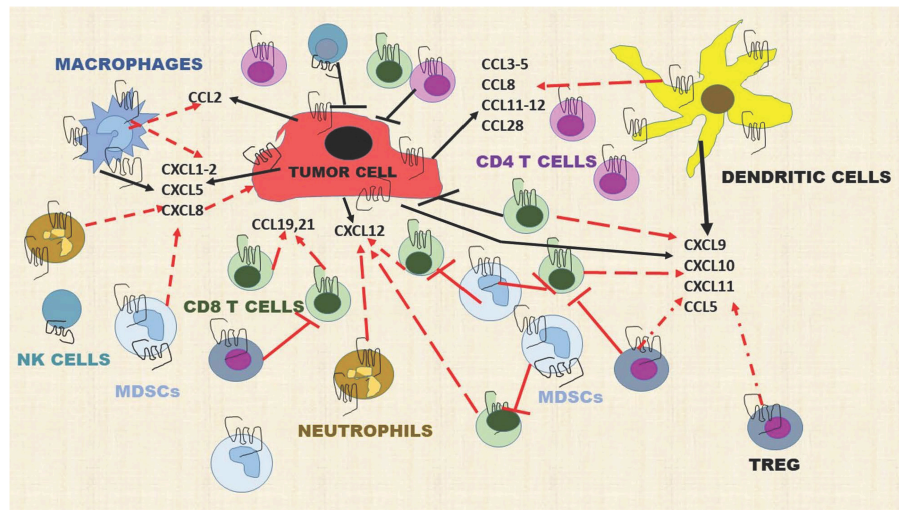 MACROPHAGES
CCL2
CCL3-5
CCL8
CCL11-12
CCL28
CD4 T CELLS
DENDRITIC CELLS
TUMOR CELL
CXCL1-2
CXCL5
CXCL8
CCL19,21
CXCL12
CXCL9
CXCL10
CXCL11
CCL5
CD8 T CELLS
NK CELLS
MDSCs
MDSCs
NEUTROPHILS
TREG